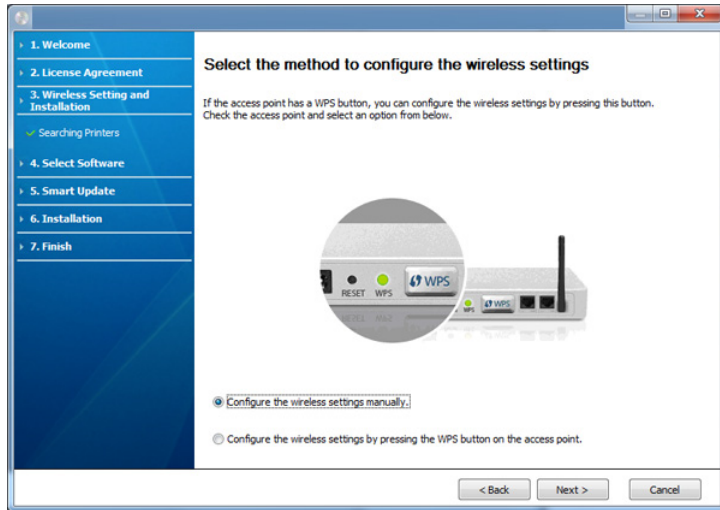 1. Welcome
2. License Agreement
3. Wireless Setting and
Installation
Searching Printers
4. Select Software
5. Smart Update
6. Installation
7. Finish
Select the method to configure the wireless settings
If the access point has a WPS button, you can configure the wireless settings by pressing this button.
Check the access point and select an option from below.
RESET WPS WPS
WPS WPS
Configure the wireless settings manually.
Configure the wireless settings by pressing the WPS button on the access point.
< Back Next > Cancel